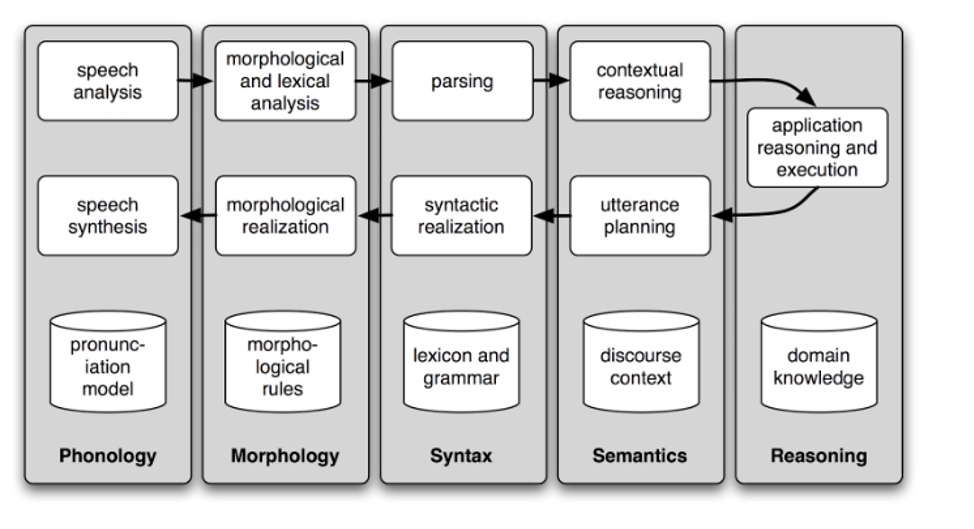 speech
analysis
morphological
and lexical
analysis
parsing
contextual
reasoning
application
reasoning and
execution
speech
synthesis
morphological
realization
syntactic
realization
utterance
planning
pronunc-
iation
model
morpho-
logical
rules
lexicon and
grammar
discourse
context
domain
knowledge
Phonology
Morphology
Syntax
Semantics
Reasoning